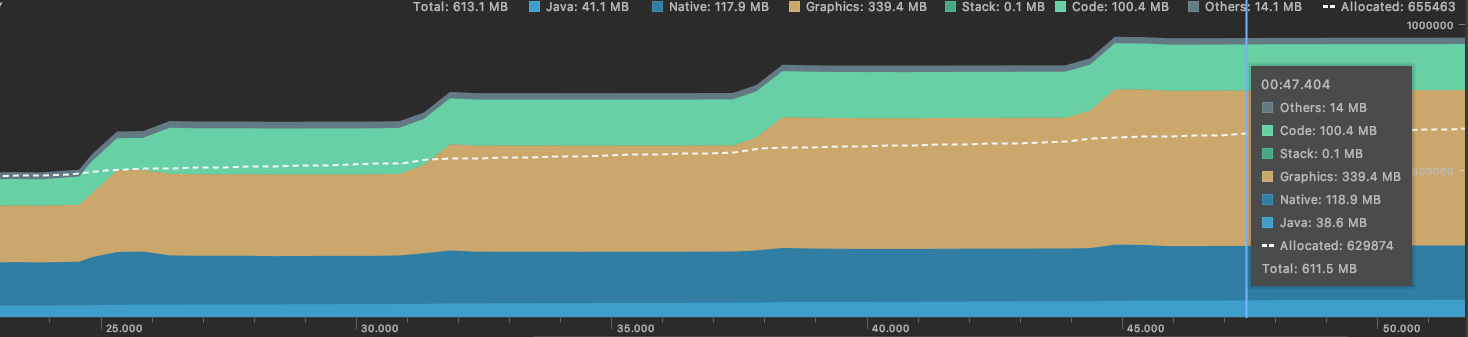 Total: 613.1 MB Java: 41.1 MB Native: 117.9 MB Graphics: 339.4 MB Stack: 0.1 MB Code: 100.4 MB Others: 14.1 MB Allocated: 655463
1000000
00:47.404
Others: 14 MB
Code: 100.4 MB
Stack: 0.1 MB
Graphics: 339.4 MB
500000
Native: 118.9 MB
Java: 38.6 MB
Allocated: 629874
Total: 611.5 MB
25.000 30.000 35.000 40.000 45.000 50.000